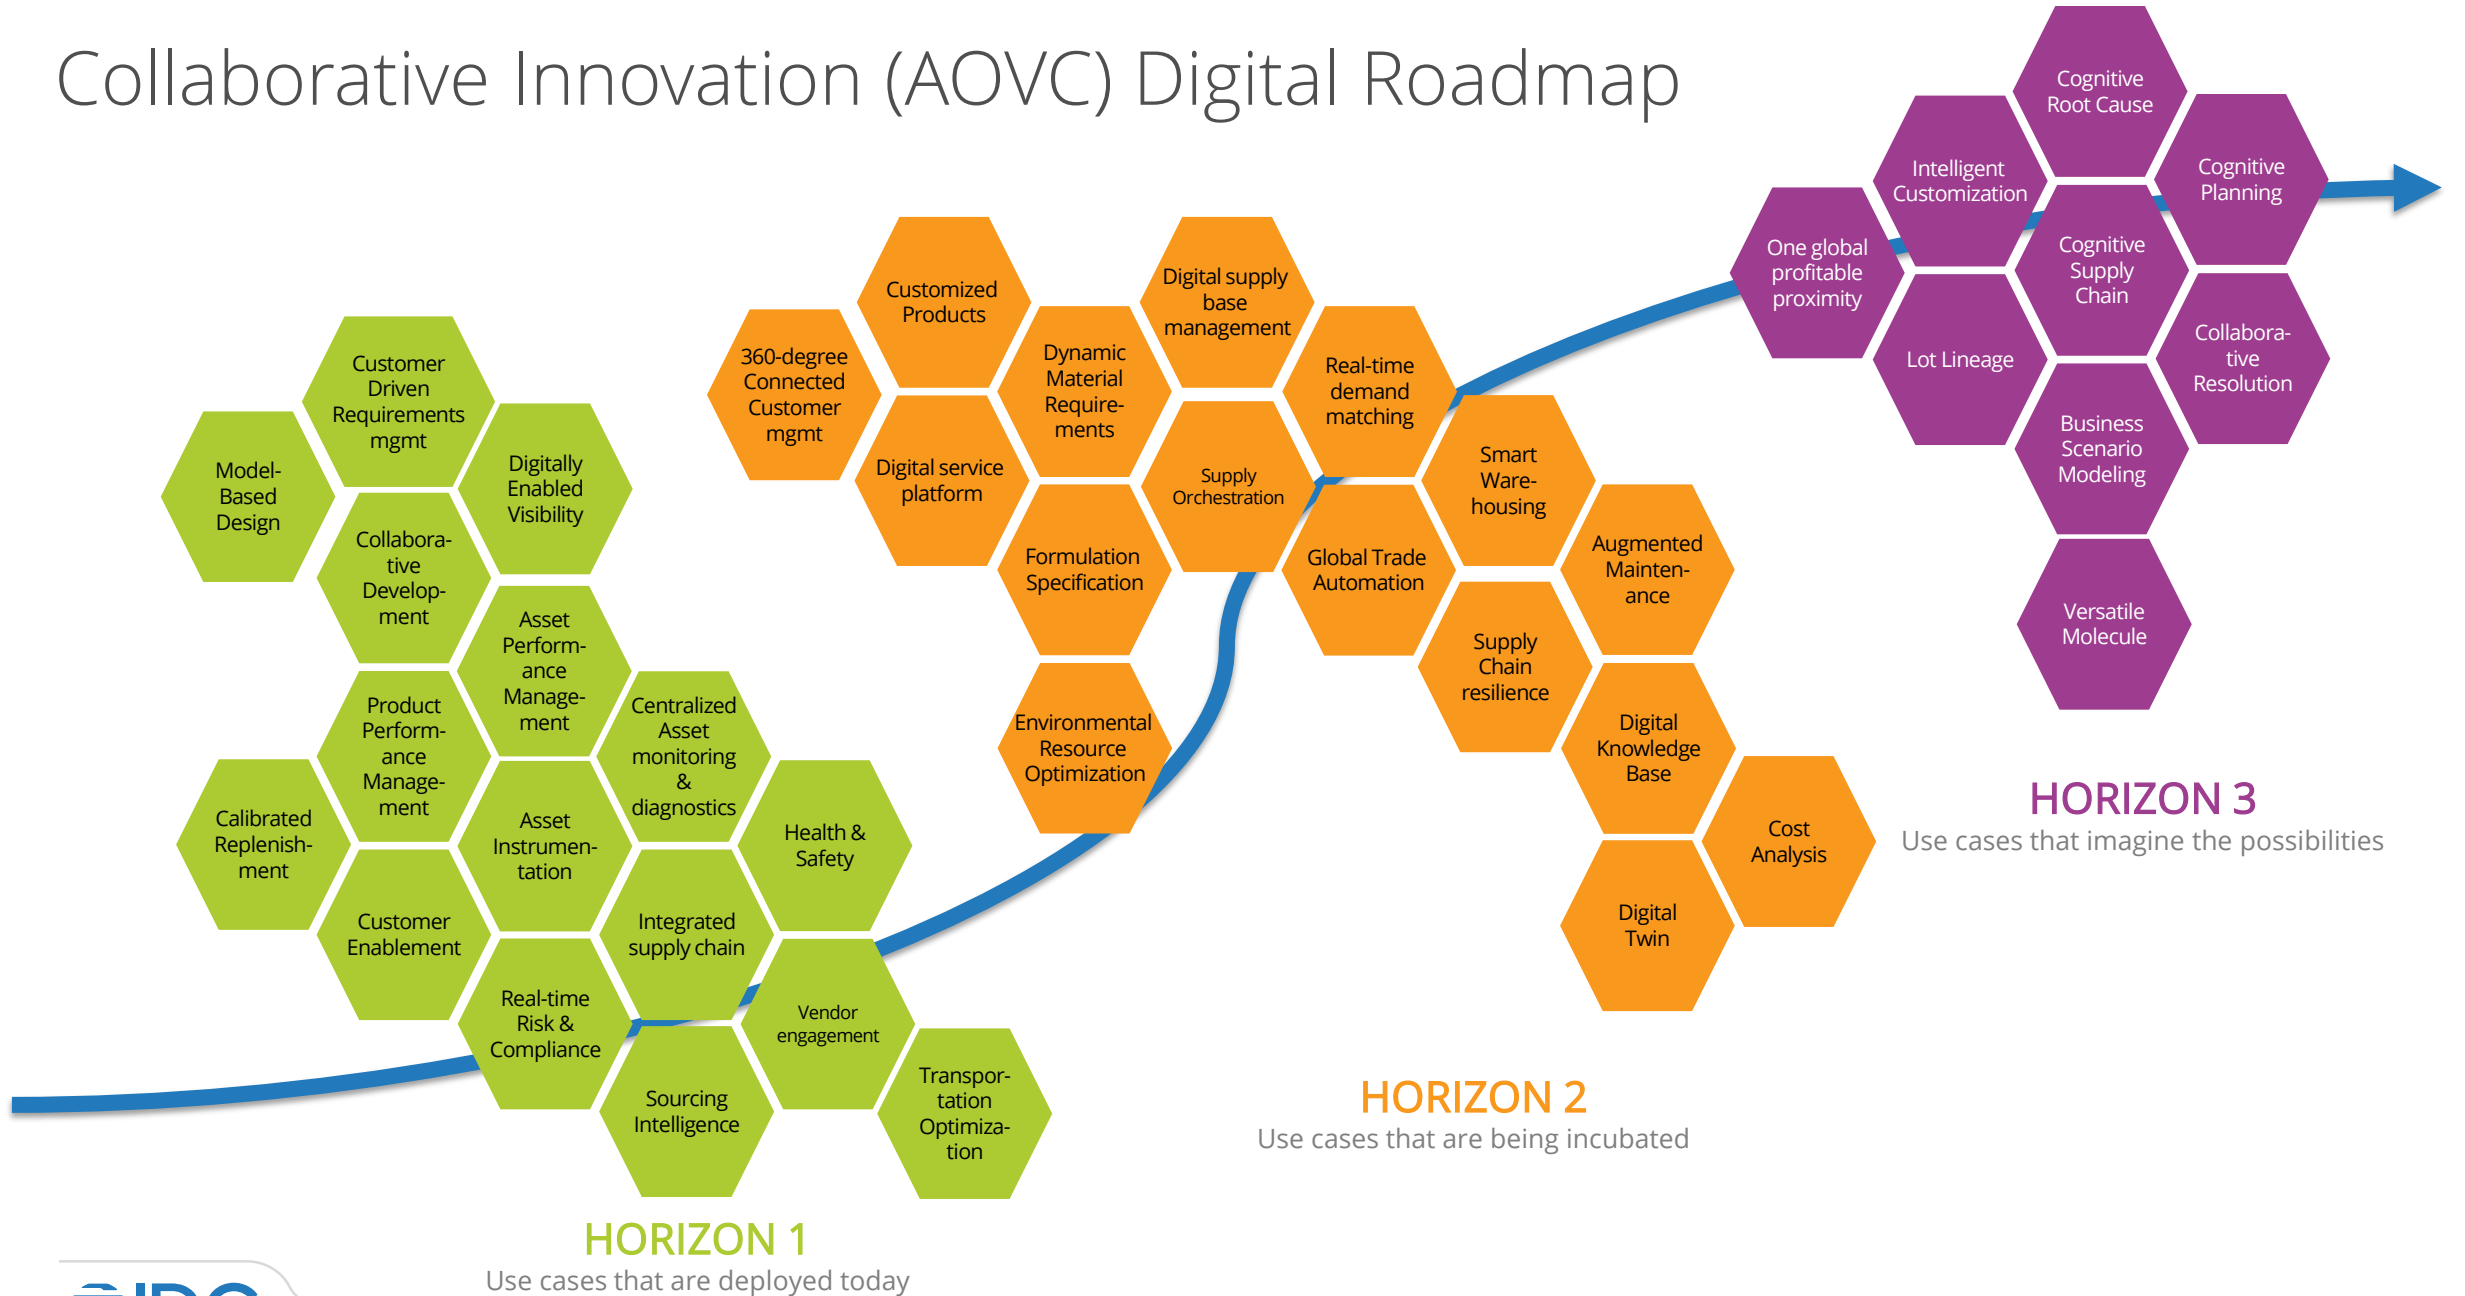 Collaborative Innovation (AOVC) Digital Roadmap
Customer
Driven
Requirements
mgmt
Model-
Based
Design
Digitally
Enabled
Visibility
Collabora-
tive
Develop-
ment
Asset
Perform-
ance
Manage-
ment
Product
Perform-
ance
Manage-
ment
Centralized
Asset
monitoring
&
diagnostics
Calibrated
Replenish-
ment
Asset
Instrumen-
tation
Health &
Safety
Customer
Enablement
Integrated
supply chain
Real-time
Risk &
Compliance
Vendor
engagement
Sourcing
Intelligence
Transpor-
tation
Optimiza-
tion
HORIZON 1
Use cases that are deployed today
Customized
Products
Digital supply
base
management
360-degree
Connected
Customer
mgmt
Dynamic
Material
Require-
ments
Real-time
demand
matching
Digital service
platform
Supply
Orchestration
Smart
Ware-
housing
Formulation
Specification
Global Trade
Automation
Augmented
Mainten-
ance
Supply
Chain
resilience
Environmental
Resource
Optimization
Digital
Knowledge
Base
Cost
Analysis
Digital
Twin
HORIZON 2
Use cases that are being incubated
Cognitive
Root Cause
Intelligent
Customization
Cognitive
Planning
One global
profitable
proximity
Cognitive
Supply
Chain
Lot Lineage
Collabora-
tive
Resolution
Business
Scenario
Modeling
Versatile
Molecule
HORIZON 3
Use cases that imagine the possibilities
IDC